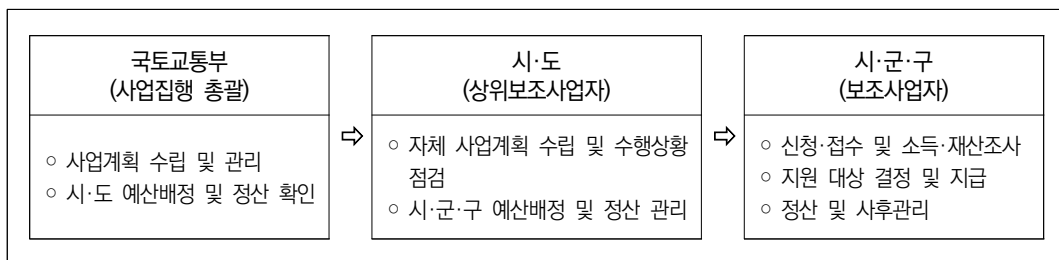 국토교통부
(사업집행 총괄)
○ 사업계획 수립 및 관리
○ 시·도 예산배정 및 정산 확인
⇨
시·도
(상위보조사업자)
○ 자체 사업계획 수립 및 수행상황
점검
○ 시·군·구 예산배정 및 정산 관리
⇨
시·군·구
(보조사업자)
○ 신청·접수 및 소득·재산조사
○ 지원 대상 결정 및 지급
○ 정산 및 사후관리